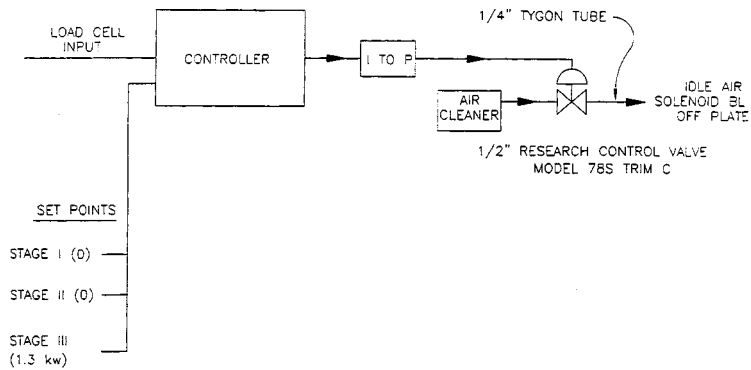 1/4" TYGON TUBE
LOAD CELL
INPUT
CONTROLLER
I TO P
AIR
CLEANER
IDLE AIR
SOLENOID BL
OFF PLATE
1/2" RESEARCH CONTROL VALVE
MODEL 78S TRIM C
SET POINTS
STAGE I (0)
STAGE II (0)
STAGE III
(1.3 kw)